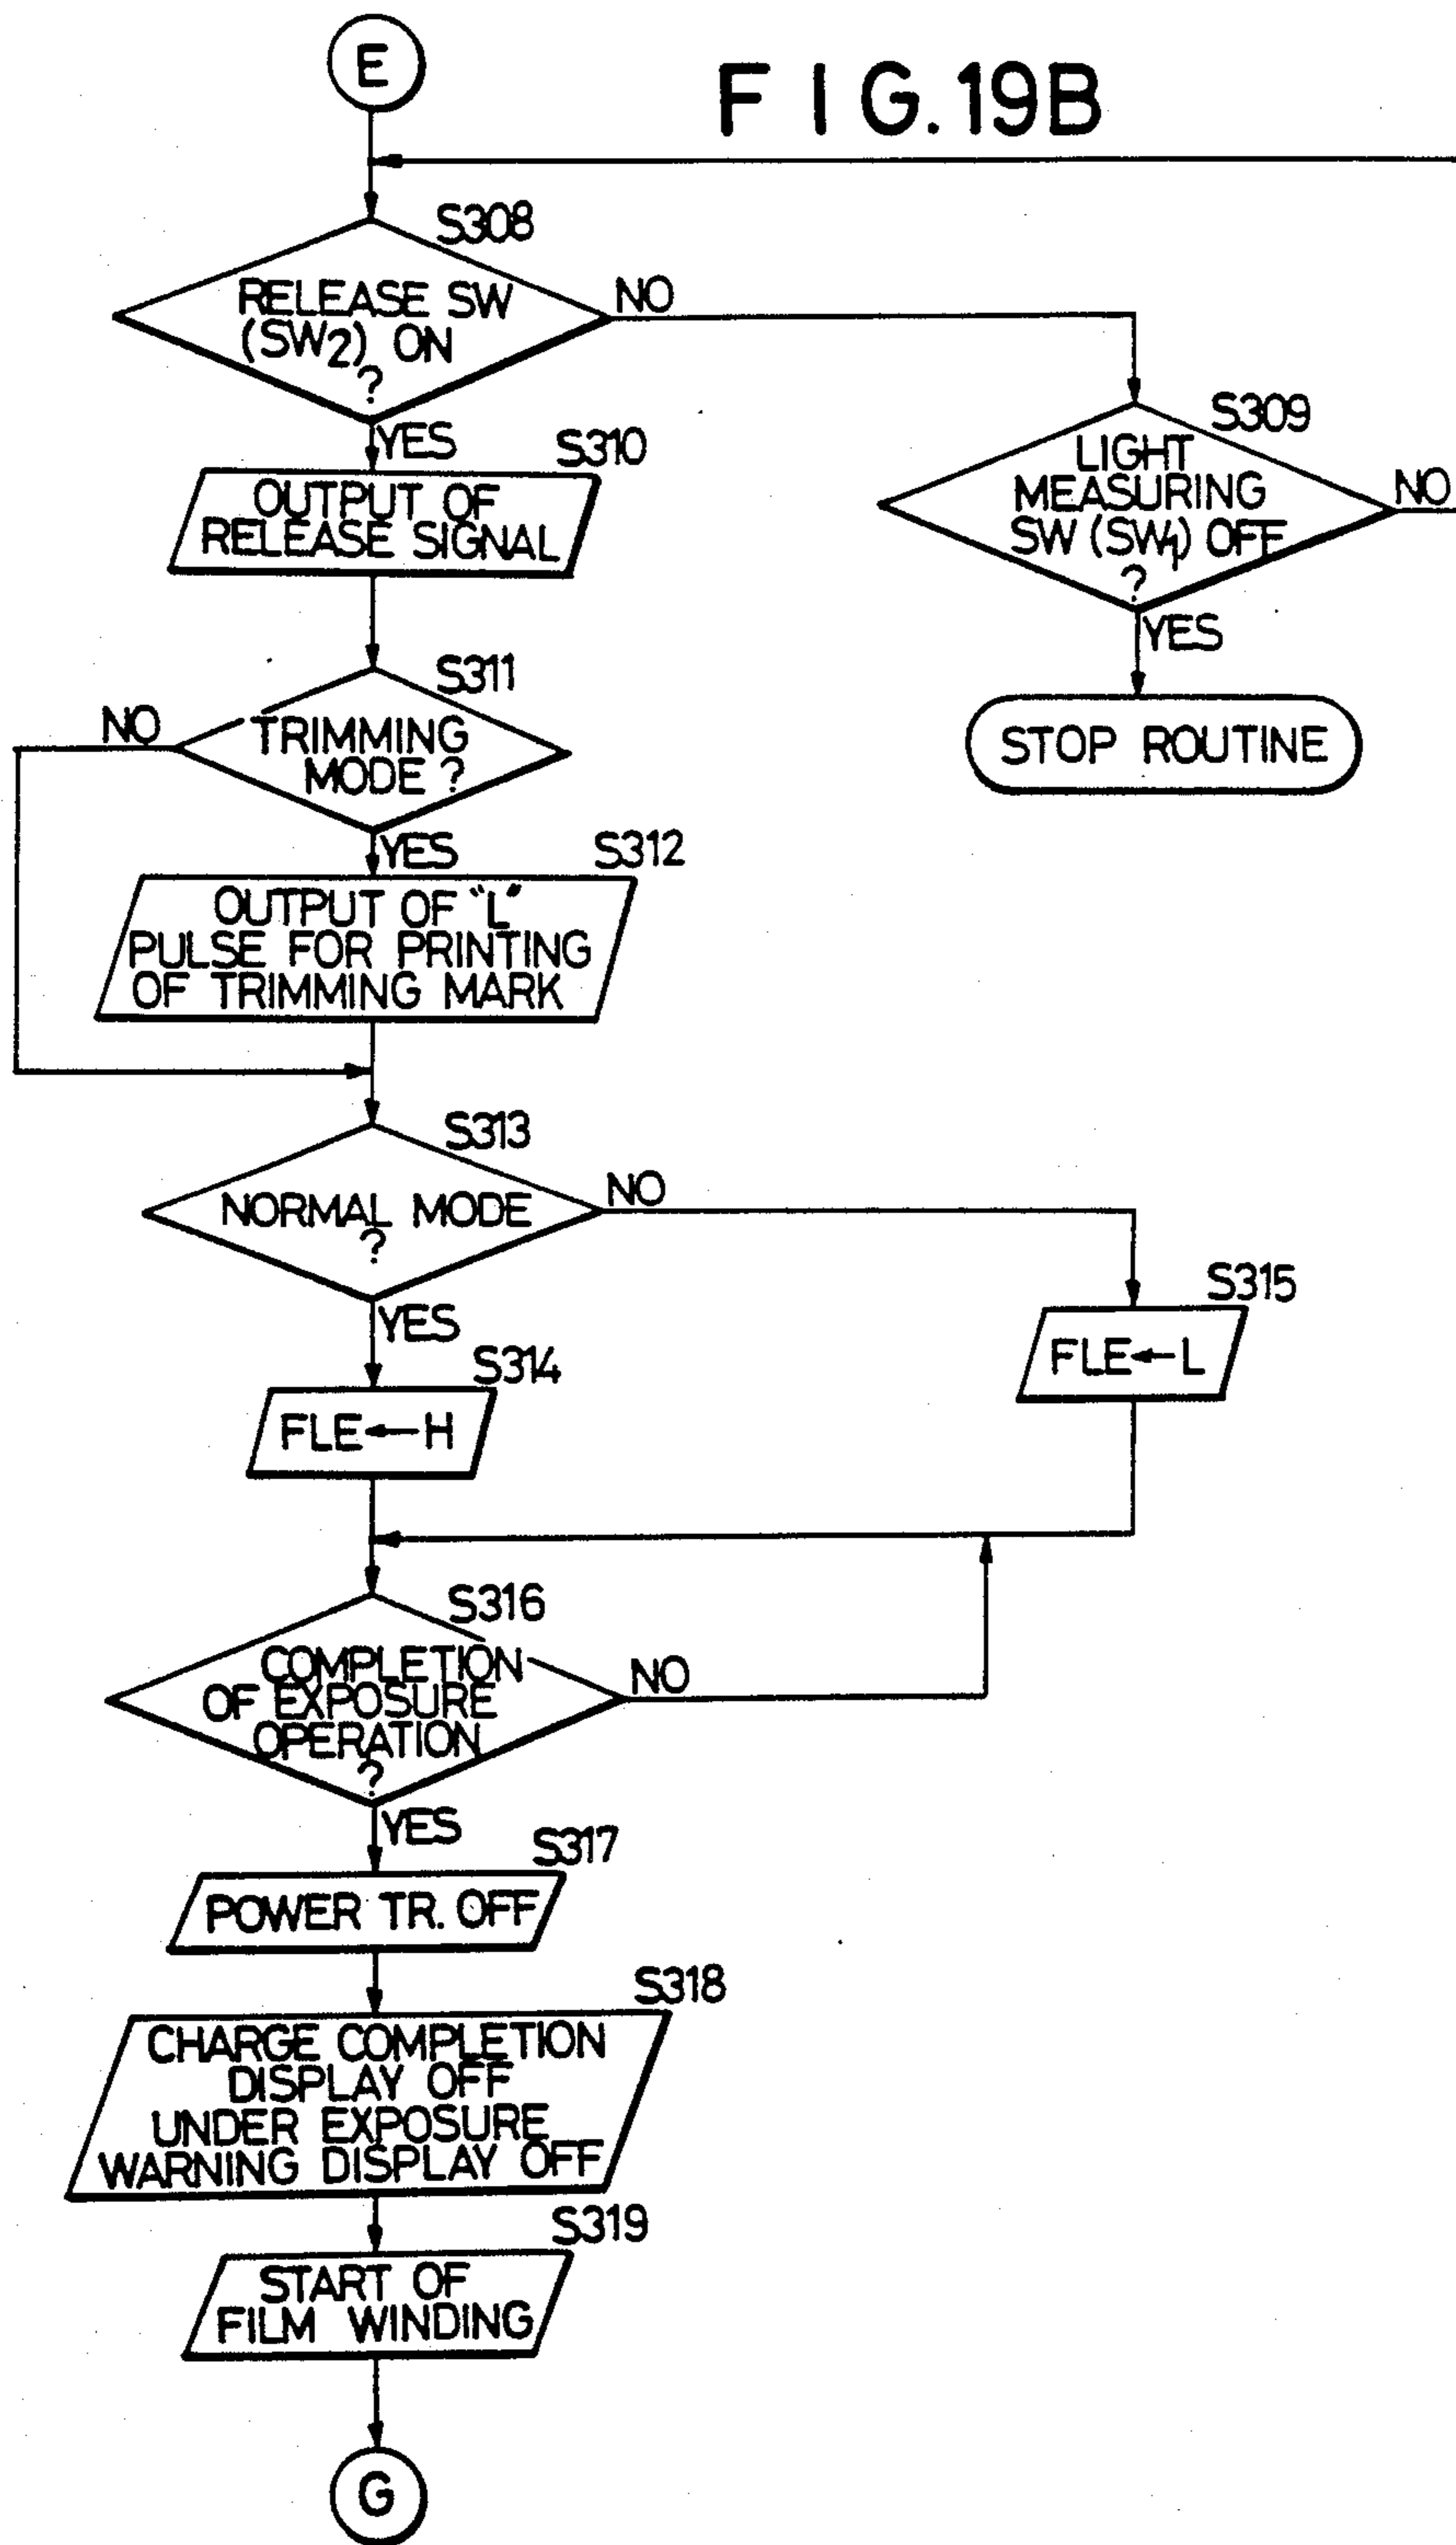 E
FIG.19B
S308
RELEASE SW
(SW2) ON
?
NO
YES
S309
LIGHT
MEASURING
SW (SW1) OFF
?
NO
YES
STOP ROUTINE
S310
OUTPUT OF
RELEASE SIGNAL
S311
TRIMMING
MODE ?
NO
YES
S312
OUTPUT OF "L"
PULSE FOR PRINTING
OF TRIMMING MARK
S313
NORMAL MODE
?
NO
YES
S315
FLE←L
S314
FLE←H
S316
COMPLETION
OF EXPOSURE
OPERATION
?
NO
YES
S317
POWER TR. OFF
S318
CHARGE COMPLETION
DISPLAY OFF
UNDER EXPOSURE
WARNING DISPLAY OFF
S319
START OF
FILM WINDING
G